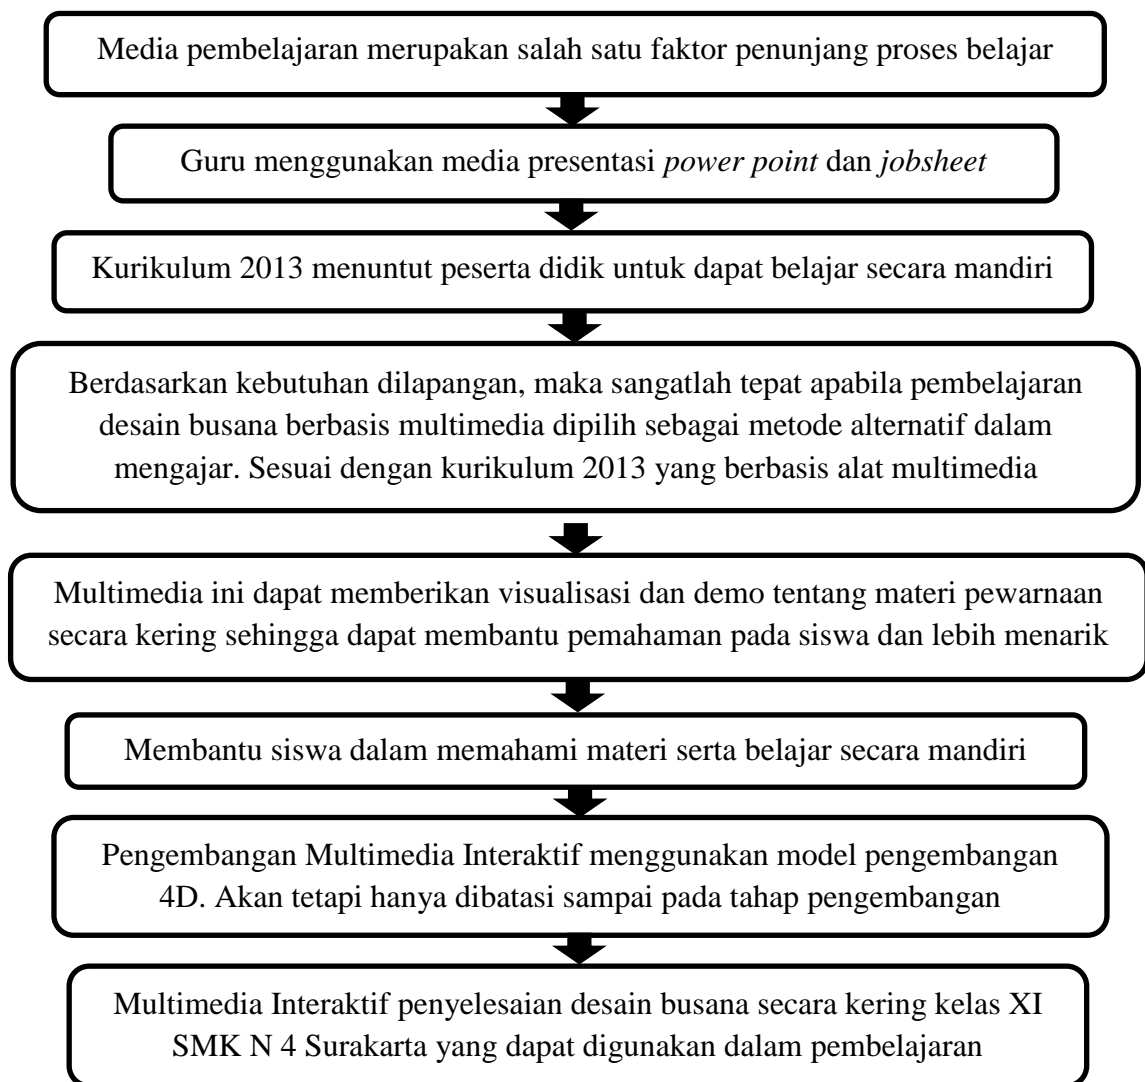 Media pembelajaran merupakan salah satu faktor penunjang proses belajar
Guru menggunakan media presentasi power point dan jobsheet
Kurikulum 2013 menuntut peserta didik untuk dapat belajar secara mandiri
Berdasarkan kebutuhan dilapangan, maka sangatlah tepat apabila pembelajaran
desain busana berbasis multimedia dipilih sebagai metode alternatif dalam
mengajar. Sesuai dengan kurikulum 2013 yang berbasis alat multimedia
Multimedia ini dapat memberikan visualisasi dan demo tentang materi pewarnaan
secara kering sehingga dapat membantu pemahaman pada siswa dan lebih menarik
Membantu siswa dalam memahami materi serta belajar secara mandiri
Pengembangan Multimedia Interaktif menggunakan model pengembangan
4D. Akan tetapi hanya dibatasi sampai pada tahap pengembangan
Multimedia Interaktif penyelesaian desain busana secara kering kelas XI
SMK N 4 Surakarta yang dapat digunakan dalam pembelajaran